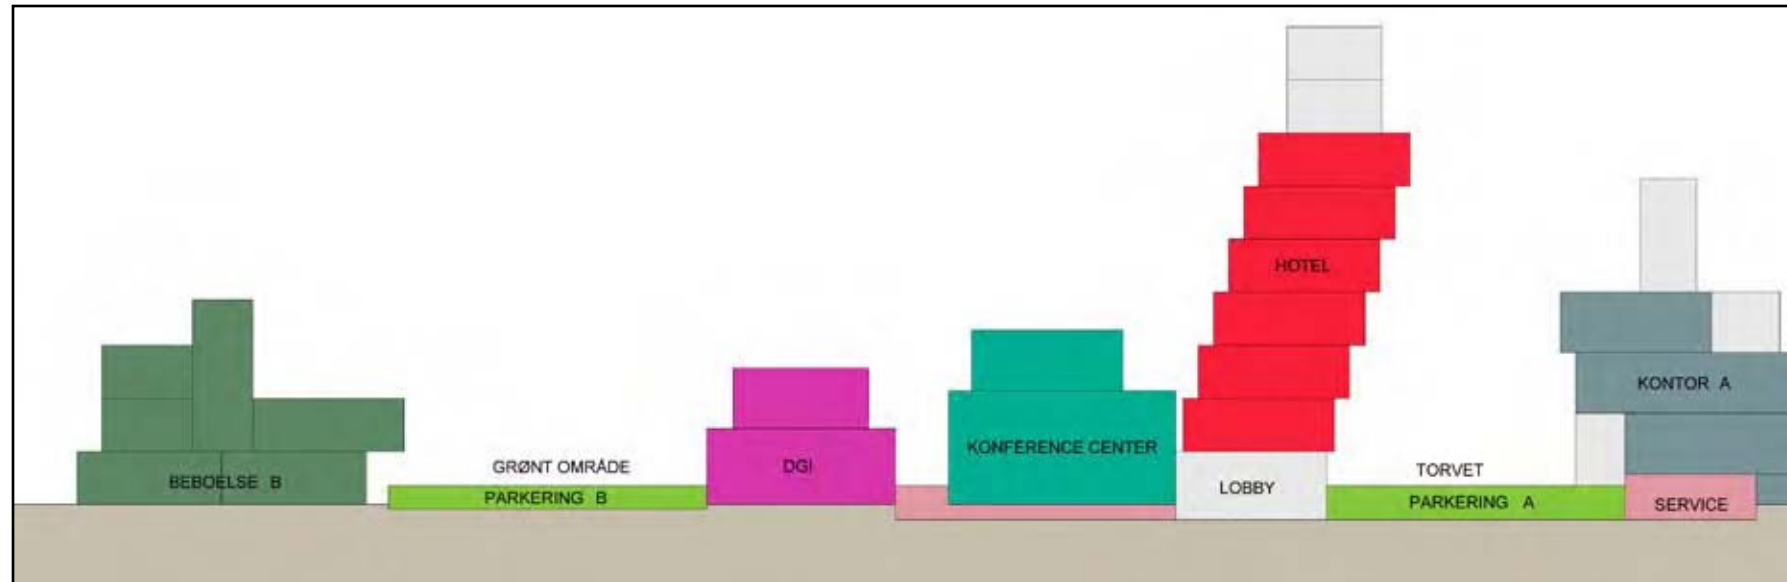 HOTEL
KONTOR  A
KONFERENCE CENTER
GRØNT OMRÅDE
DGI
TORVET
BEBOELSE  B
LOBBY
PARKERING  B
PARKERING  A
SERVICE